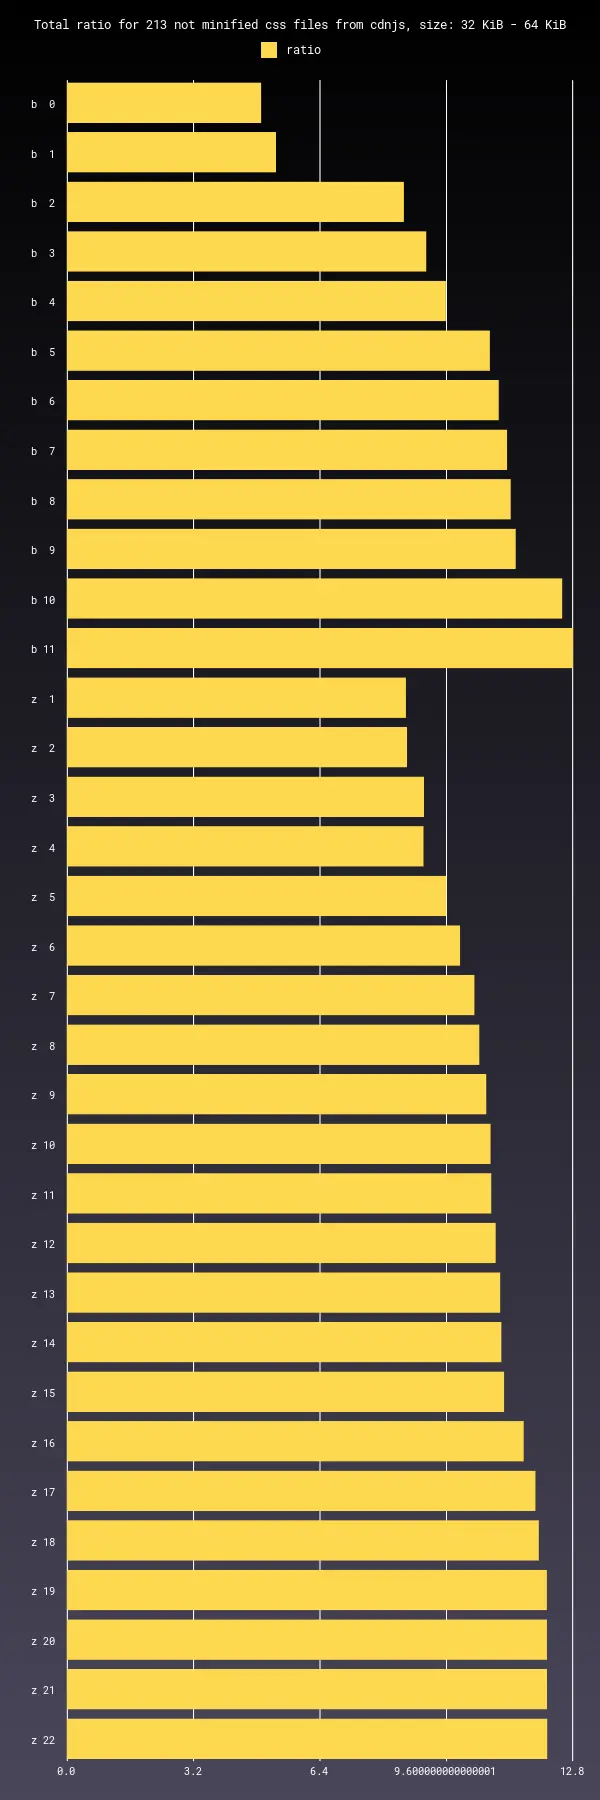 Total ratio for 213 not minified css files from cdnjs, size: 32 KiB - 64 KiB
ratio
b 0
b 1
b 2
b 3
b 4
b 5
b 6
b 7
b 8
b 9
b 10
b 11
z 1
z 2
z 3
z 4
z 5
z 6
z 7
z 8
z 9
z 10
z 11
z 12
z 13
z 14
z 15
z 16
z 17
z 18
z 19
z 20
z 21
z 22
0.0 3.2 6.4 9.600000000000001 12.8